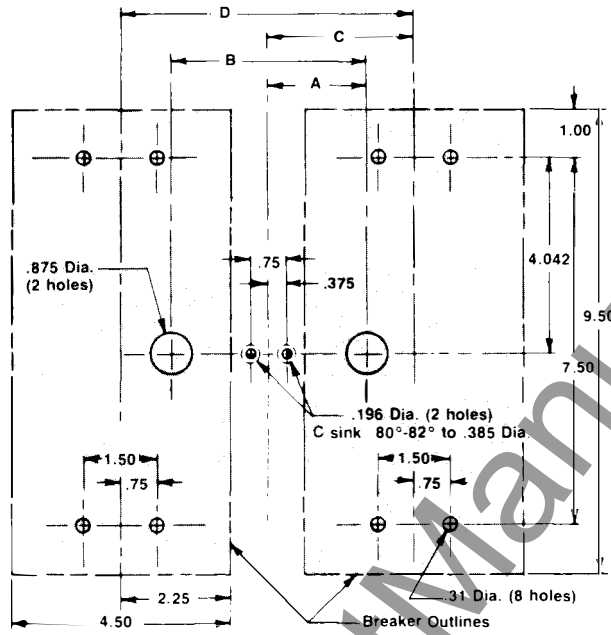 D
C
B
A
1.00
.75
4.042
.875 Dia.
(2 holes)
.375
9.50
7.50
.196 Dia. (2 holes)
C sink 80°-82° to .385 Dia.
1.50
1.50
.75
.75
2.25
.31 Dia. (8 holes)
4.50
Breaker Outlines